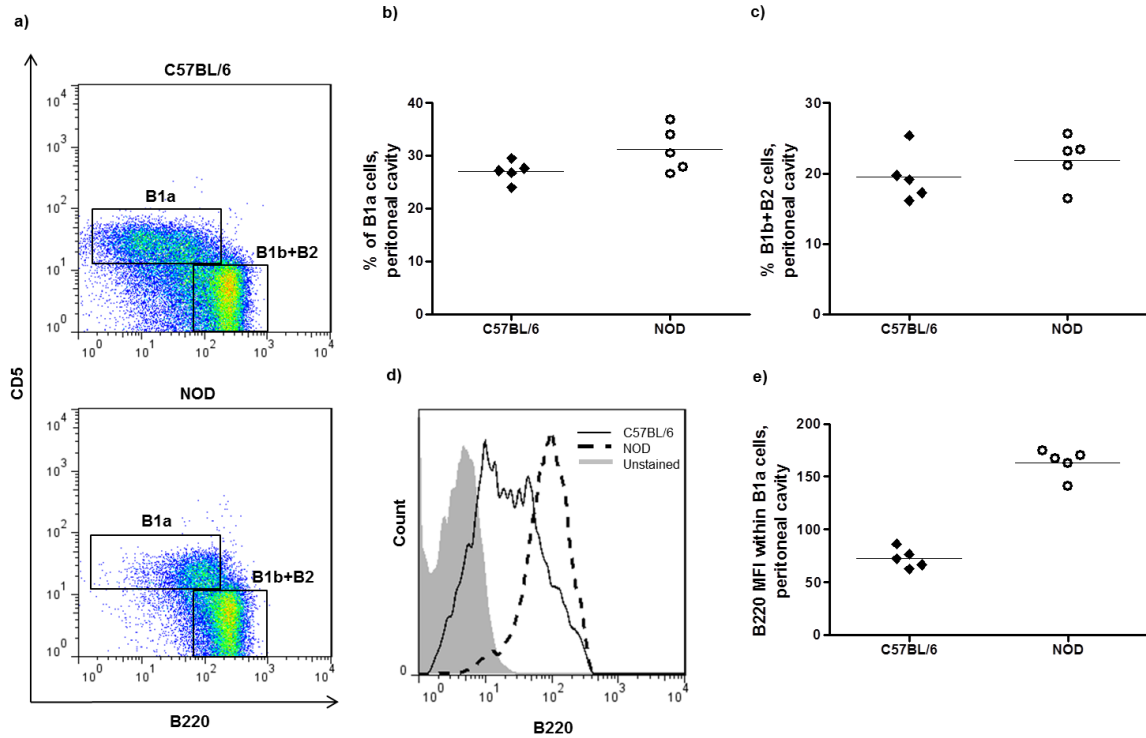 a)
C57BL/6
10^4
10^3
10^2
10^1
10^0
B1a
B1b+B2
10^0 10^1 10^2 10^3 10^4
NOD
10^4
10^3
10^2
10^1
10^0
B1a
B1b+B2
10^0 10^1 10^2 10^3 10^4
CD5
B220
b)
% of B1a cells,
peritoneal cavity
40
30
20
10
0
C57BL/6 NOD
c)
% B1b+B2 cells,
peritoneal cavity
30
20
10
0
C57BL/6 NOD
d)
Count
C57BL/6
NOD
Unstained
0
10^0 10^1 10^2 10^3 10^4
B220
e)
B220 MFI within B1a cells,
peritoneal cavity
200
150
100
50
0
C57BL/6 NOD